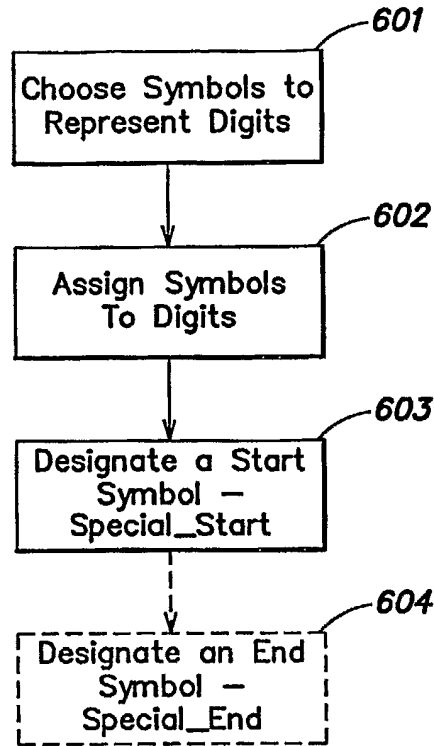 601
Choose Symbols to
Represent Digits
602
Assign Symbols
To Digits
603
Designate a Start
Symbol –
Special_Start
604
Designate an End
Symbol –
Special_End